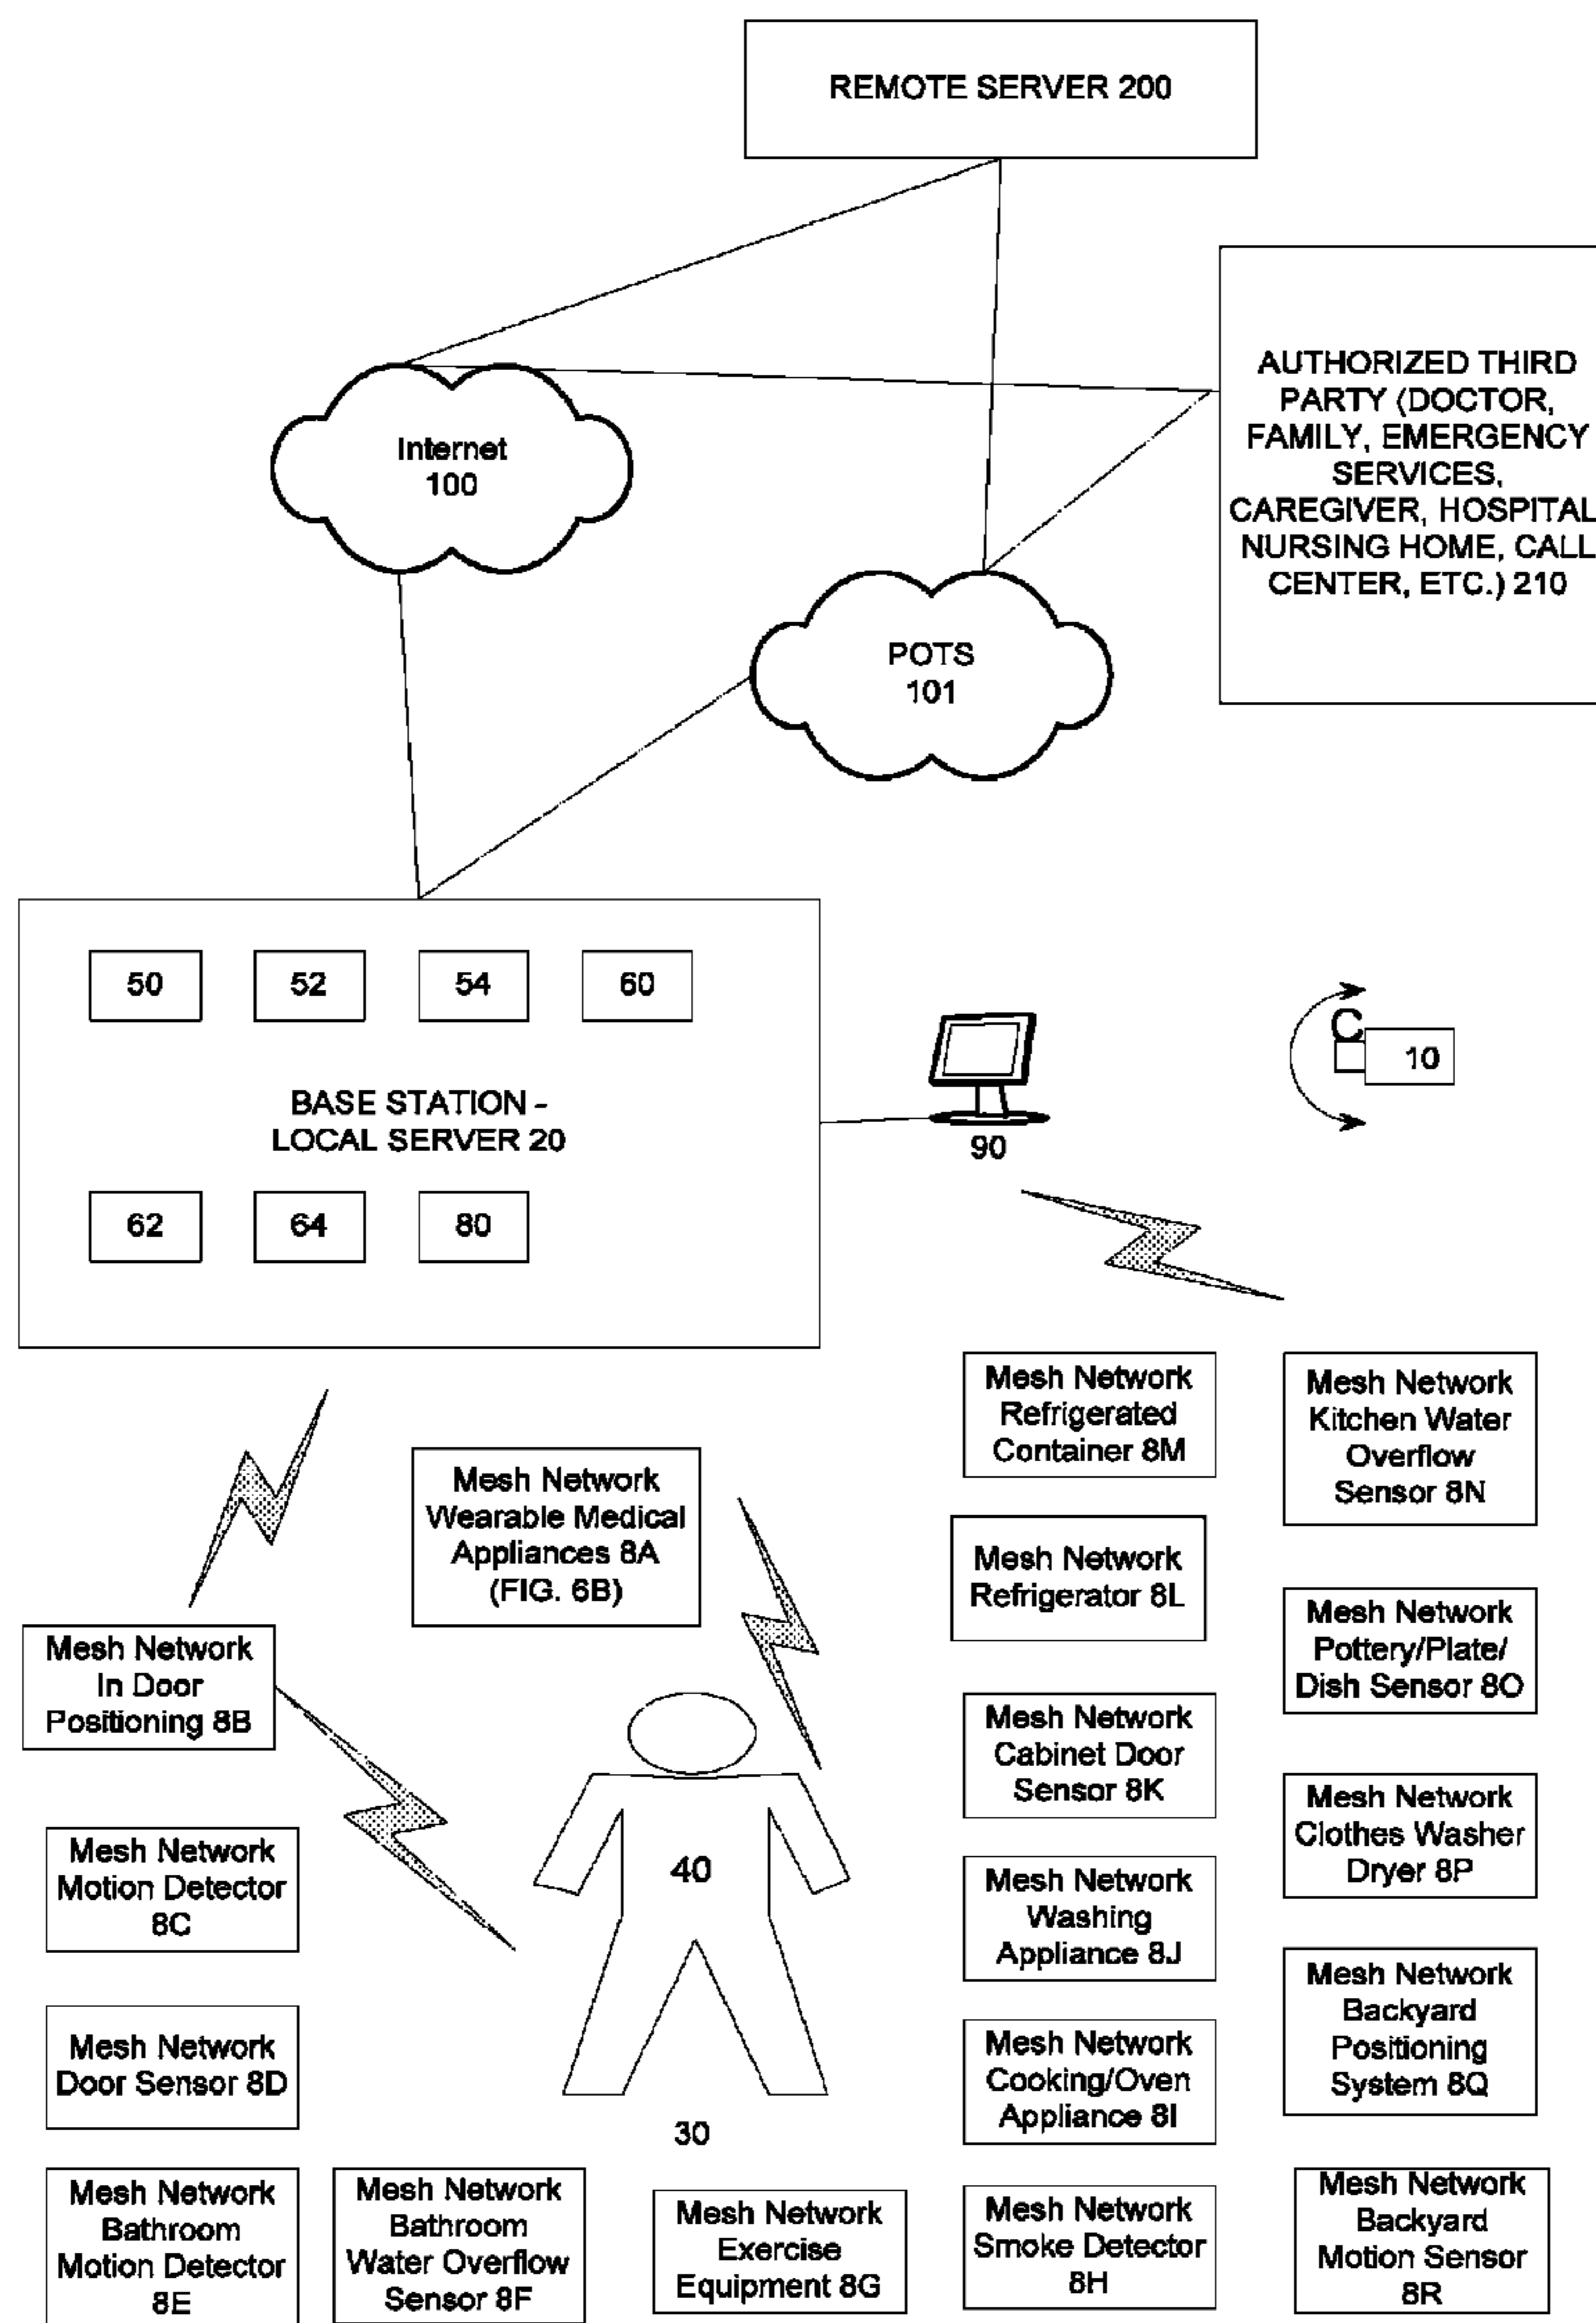 REMOTE SERVER 200
AUTHORIZED THIRD
PARTY (DOCTOR,
FAMILY, EMERGENCY
SERVICES,
CAREGIVER, HOSPITAL
NURSING HOME, CALL
CENTER, ETC.) 210
Internet
100
POTS
101
50
52
54
60
BASE STATION -
LOCAL SERVER 20
62
64
80
90
C
10
Mesh Network
Wearable Medical
Appliances 8A
(FIG. 6B)
Mesh Network
In Door
Positioning 8B
Mesh Network
Motion Detector
8C
Mesh Network
Door Sensor 8D
Mesh Network
Bathroom
Motion Detector
8E
Mesh Network
Bathroom
Water Overflow
Sensor 8F
40
30
Mesh Network
Exercise
Equipment 8G
Mesh Network
Refrigerated
Container 8M
Mesh Network
Refrigerator 8L
Mesh Network
Cabinet Door
Sensor 8K
Mesh Network
Washing
Appliance 8J
Mesh Network
Cooking/Oven
Appliance 8I
Mesh Network
Smoke Detector
8H
Mesh Network
Kitchen Water
Overflow
Sensor 8N
Mesh Network
Pottery/Plate/
Dish Sensor 8O
Mesh Network
Clothes Washer
Dryer 8P
Mesh Network
Backyard
Positioning
System 8Q
Mesh Network
Backyard
Motion Sensor
8R